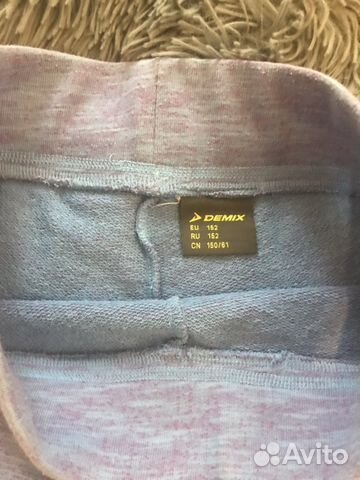 DEMIX
EU 152
RU 152
CN 150/61
Avito